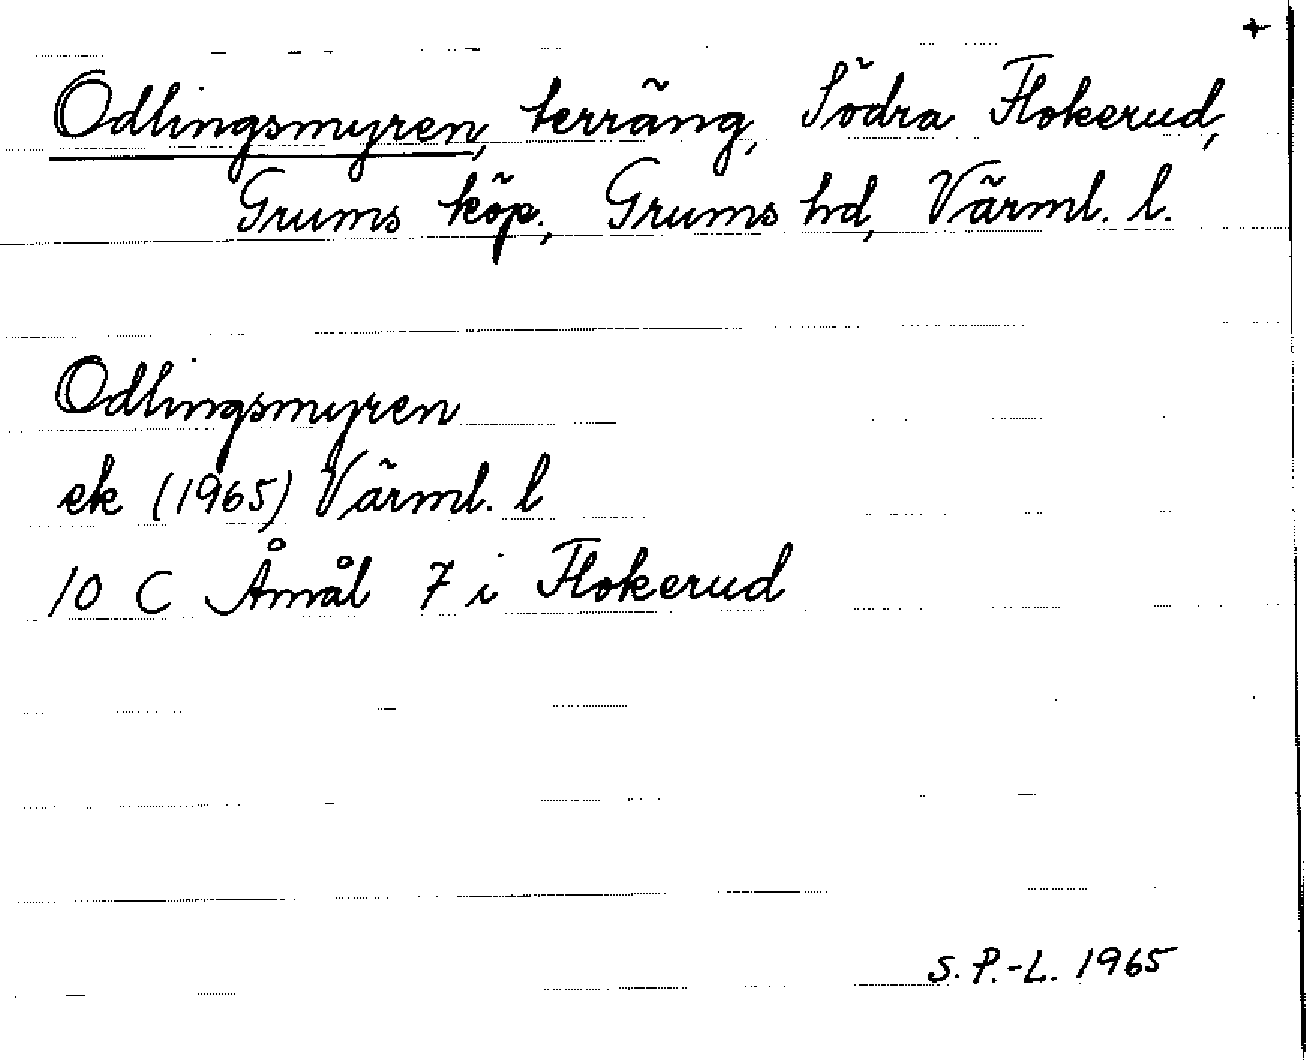 +
Odlingsmyren, terräng, Södra Flokerud,
Grums köp., Grums hd, Värml. l.
Odlingsmyren
ek (1965) Värml. l
10 C Åmål 7 i Flokerud
S. P.-L. 1965